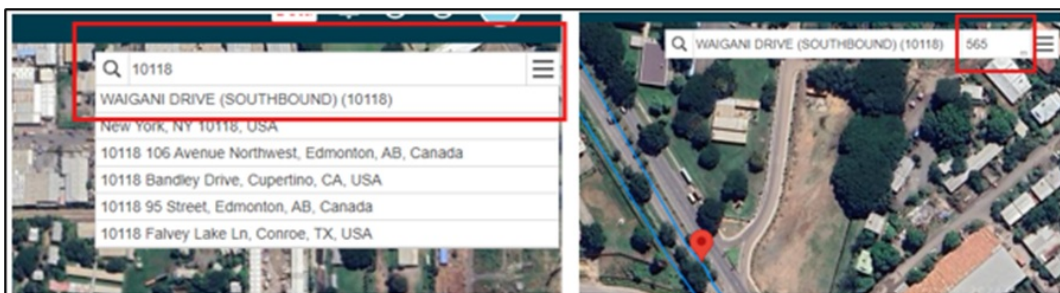 10118
WAIGANI DRIVE (SOUTHBOUND) (10118)
New York, NY 10118, USA
10118 106 Avenue Northwest, Edmonton, AB, Canada
10118 Bandley Drive, Cupertino, CA, USA
10118 95 Street, Edmonton, AB, Canada
10118 Falvey Lake Ln, Conroe, TX, USA
WAIGANI DRIVE (SOUTHBOUND) (10118) 565